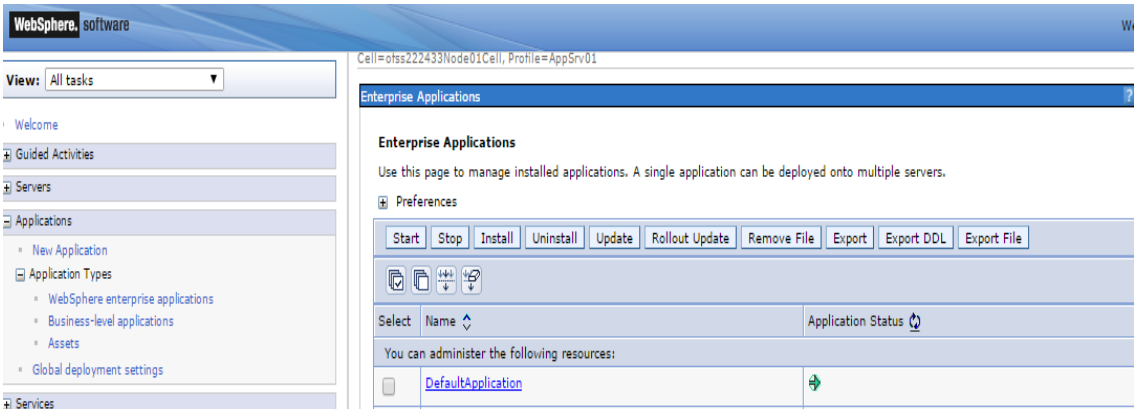 WebSphere. software
We
View: All tasks
Welcome
Guided Activities
Servers
Applications
New Application
Application Types
WebSphere enterprise applications
Business-level applications
Assets
Global deployment settings
Services
Cell=ofss222433Node01Cell, Profile=AppSrv01
Enterprise Applications
?
Enterprise Applications
Use this page to manage installed applications. A single application can be deployed onto multiple servers.
Preferences
Start Stop Install Uninstall Update Rollout Update Remove File Export Export DDL Export File
Select Name Application Status
You can administer the following resources:
DefaultApplication